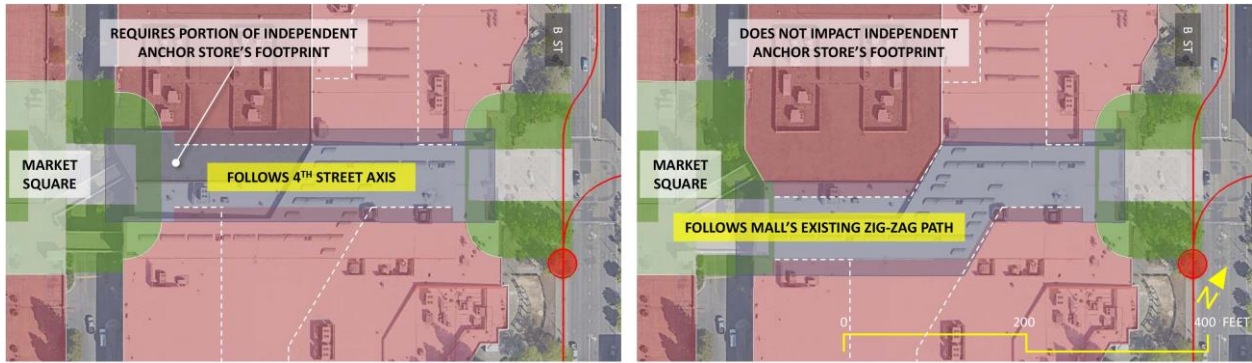 REQUIRES PORTION OF INDEPENDENT
ANCHOR STORE'S FOOTPRINT
B ST
MARKET
SQUARE
FOLLOWS 4TH STREET AXIS
DOES NOT IMPACT INDEPENDENT
ANCHOR STORE'S FOOTPRINT
B ST
MARKET
SQUARE
FOLLOWS MALL'S EXISTING ZIG-ZAG PATH
N
0
200
400 FEET